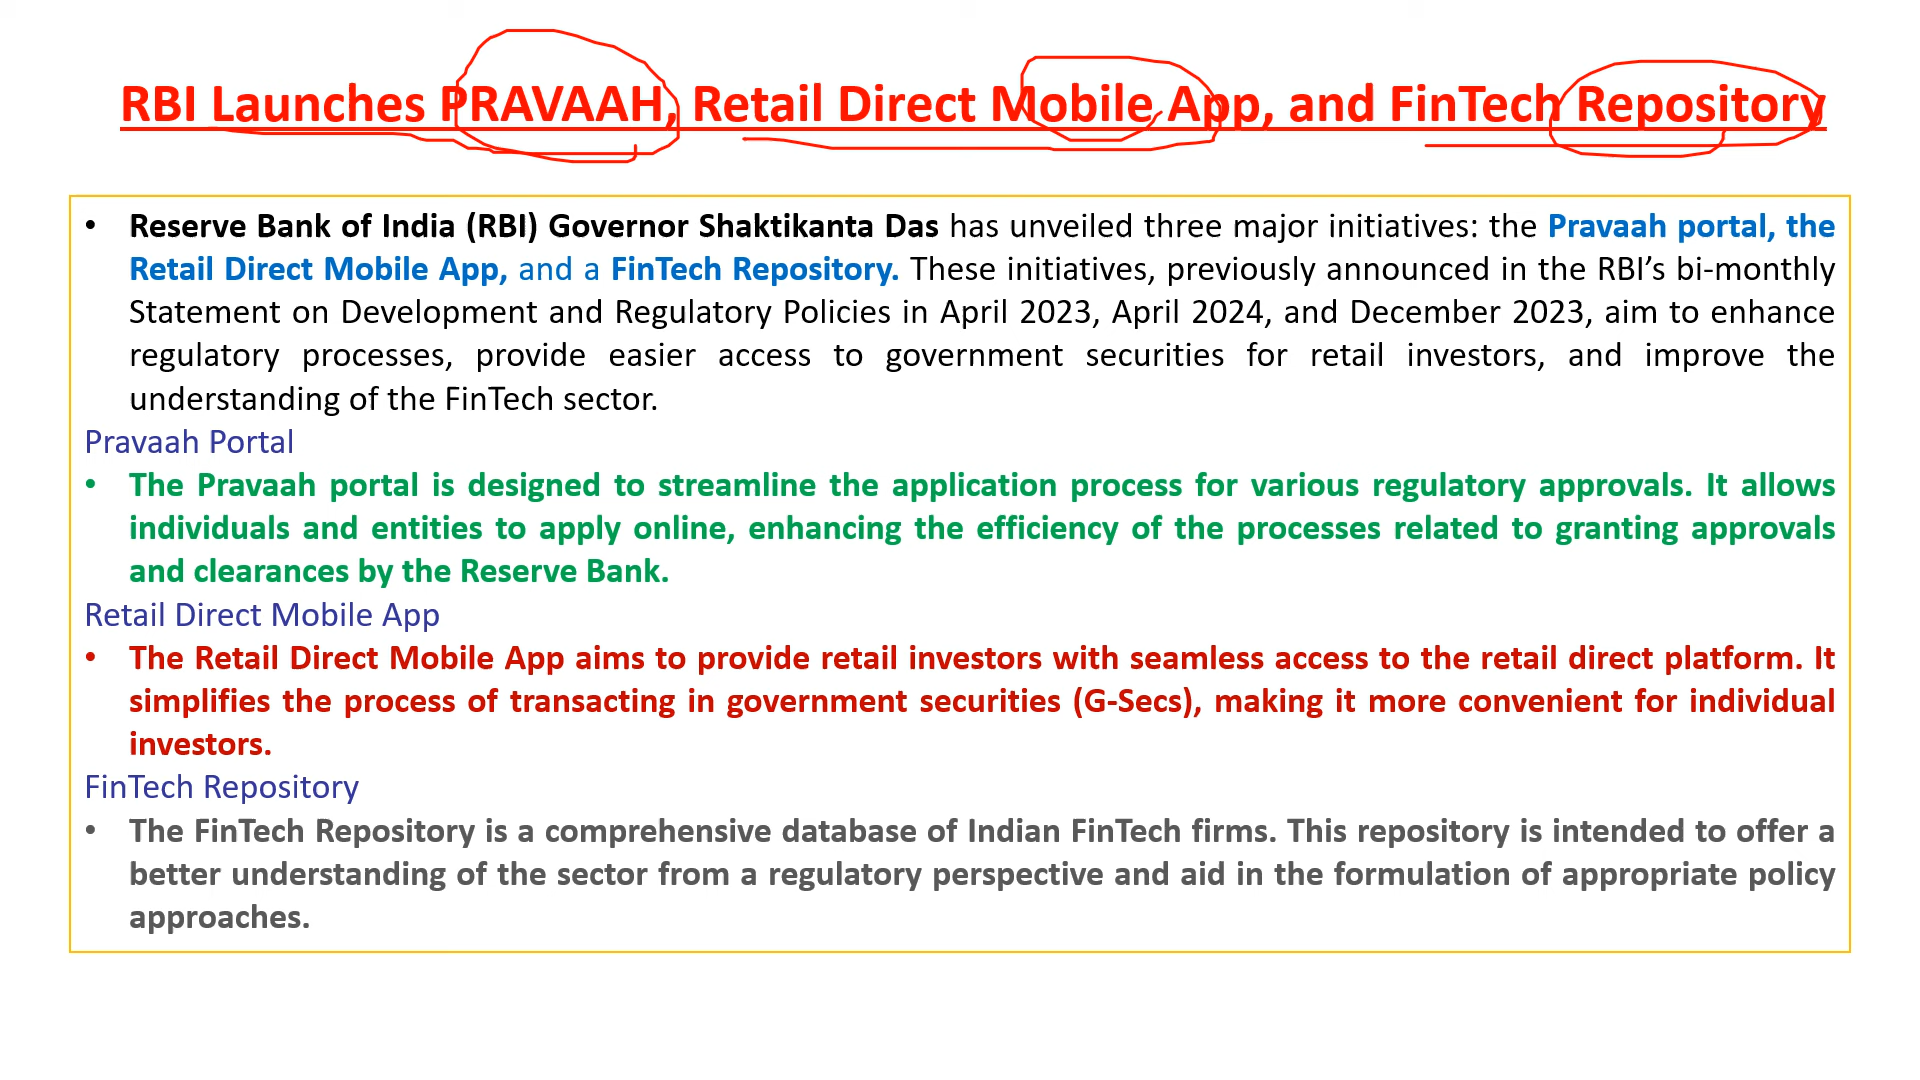 RBI Launches PRAVAAH, Retail Direct Mobile App, and FinTech Repository
• Reserve Bank of India (RBI) Governor Shaktikanta Das has unveiled three major initiatives: the Pravaah portal, the
Retail Direct Mobile App, and a FinTech Repository. These initiatives, previously announced in the RBI’s bi-monthly
Statement on Development and Regulatory Policies in April 2023, April 2024, and December 2023, aim to enhance
regulatory processes, provide easier access to government securities for retail investors, and improve the
understanding of the FinTech sector.
Pravaah Portal
• The Pravaah portal is designed to streamline the application process for various regulatory approvals. It allows
individuals and entities to apply online, enhancing the efficiency of the processes related to granting approvals
and clearances by the Reserve Bank.
Retail Direct Mobile App
• The Retail Direct Mobile App aims to provide retail investors with seamless access to the retail direct platform. It
simplifies the process of transacting in government securities (G-Secs), making it more convenient for individual
investors.
FinTech Repository
• The FinTech Repository is a comprehensive database of Indian FinTech firms. This repository is intended to offer a
better understanding of the sector from a regulatory perspective and aid in the formulation of appropriate policy
approaches.